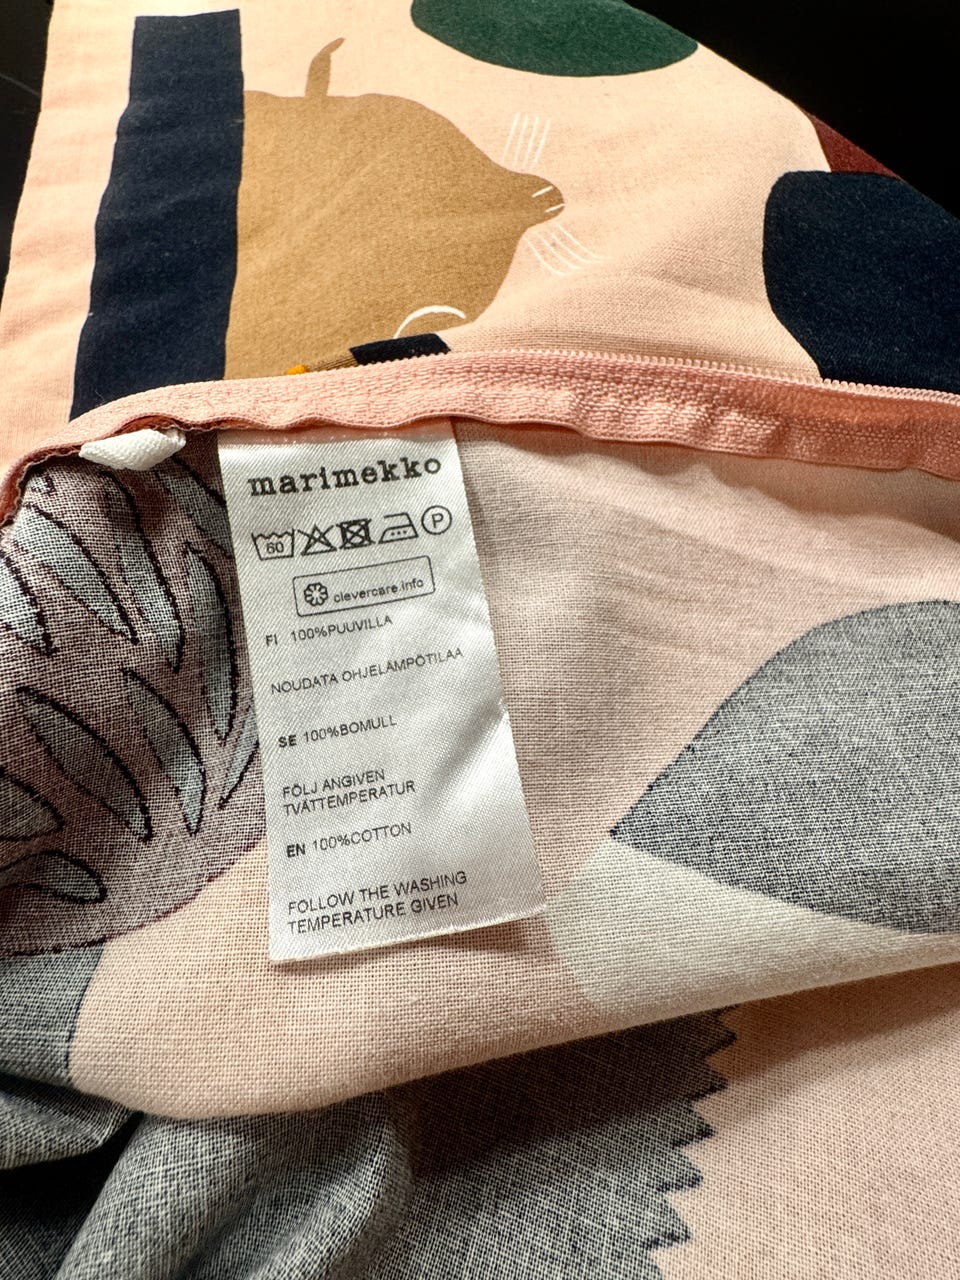 marimekko
60 P
clevercare.info
FI 100%PUUVILLA
NOUDATA OHJELÄMPÖTILAA
SE 100%BOMULL
FÖLJ ANGIVEN
TVÄTTEMPERATUR
EN 100%COTTON
FOLLOW THE WASHING
TEMPERATURE GIVEN